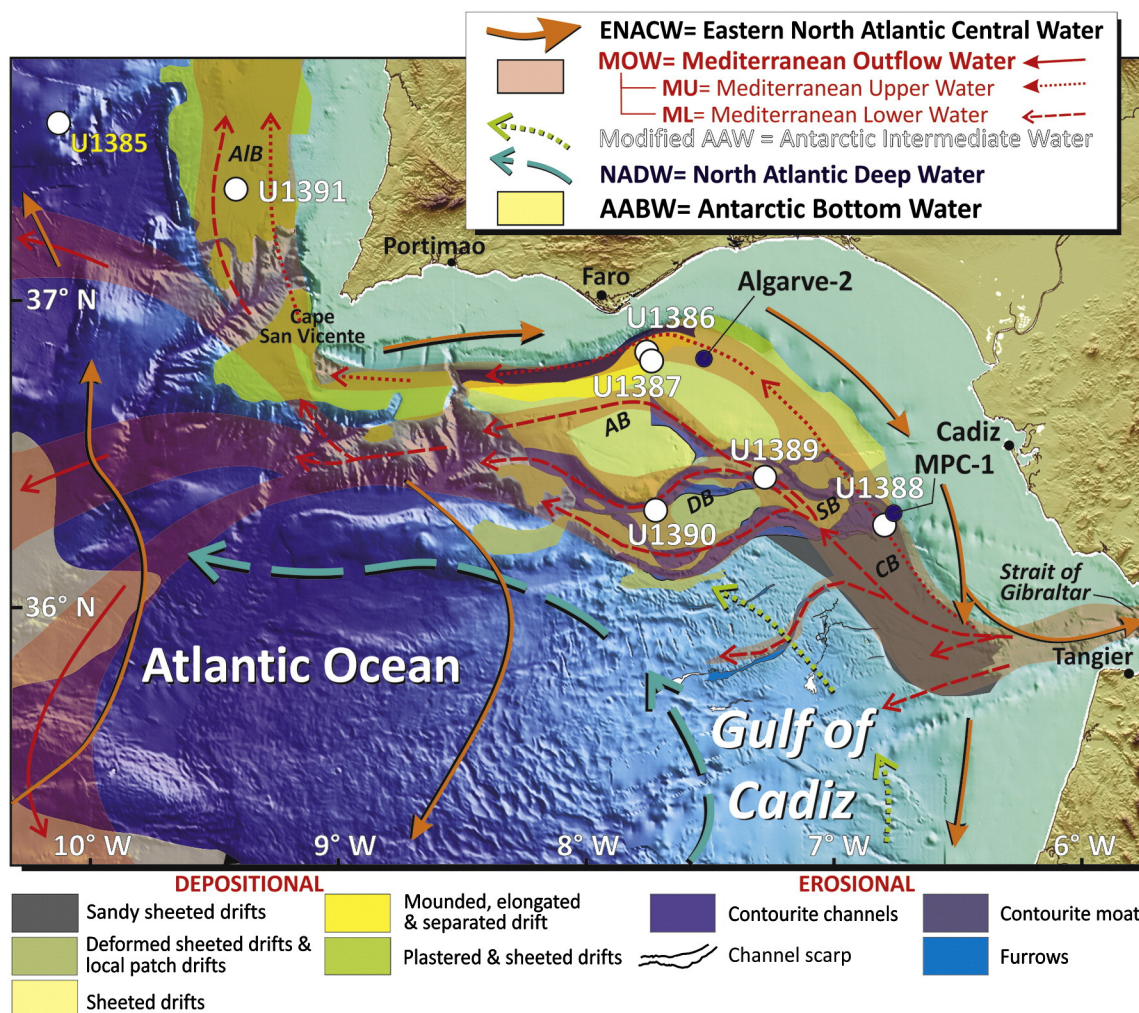 ENACW= Eastern North Atlantic Central Water
MOW= Mediterranean Outflow Water
MU= Mediterranean Upper Water
ML= Mediterranean Lower Water
Modified AAW = Antarctic Intermediate Water
NADW= North Atlantic Deep Water
AABW= Antarctic Bottom Water
U1385
AlB
U1391
Portimao
Faro
Algarve-2
37° N
Cape
San Vicente
U1386
U1387
AB
Cadiz
MPC-1
U1389
U1388
DB
SB
U1390
CB
Strait of
Gibraltar
36° N
Tangier
Atlantic Ocean
Gulf of
Cadiz
10° W
9° W
8° W
7° W
6° W
DEPOSITIONAL
EROSIONAL
Sandy sheeted drifts
Deformed sheeted drifts &
local patch drifts
Sheeted drifts
Mounded, elongated
& separated drift
Plastered & sheeted drifts
Contourite channels
Channel scarp
Contourite moat
Furrows